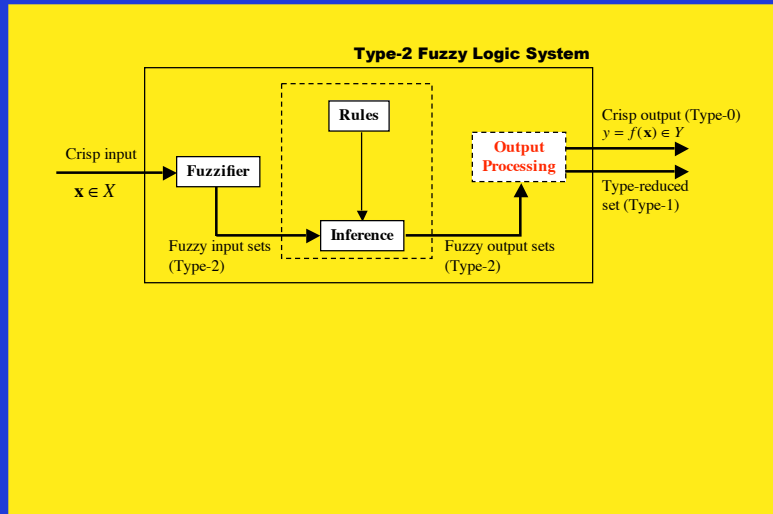 Type-2 Fuzzy Logic System
Rules
Crisp output (Type-0)
y = f(x) ∈ Y
Crisp input
x ∈ X
Fuzzifier
Output
Processing
Type-reduced
set (Type-1)
Inference
Fuzzy input sets
(Type-2)
Fuzzy output sets
(Type-2)